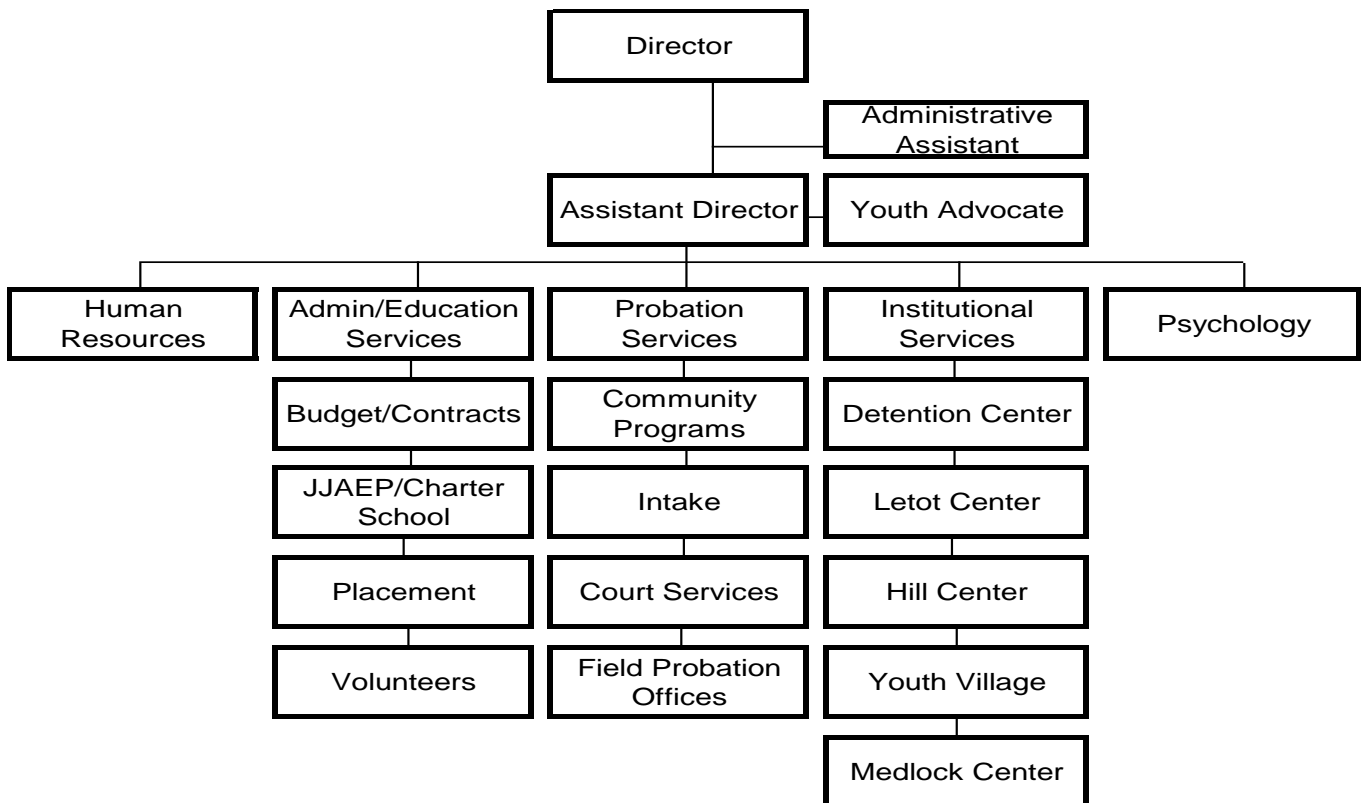 Director
Administrative
Assistant
Assistant Director
Youth Advocate
Human
Resources
Admin/Education
Services
Probation
Services
Institutional
Services
Psychology
Budget/Contracts
Community
Programs
Detention Center
JJAEP/Charter
School
Intake
Letot Center
Placement
Court Services
Hill Center
Volunteers
Field Probation
Offices
Youth Village
Medlock Center